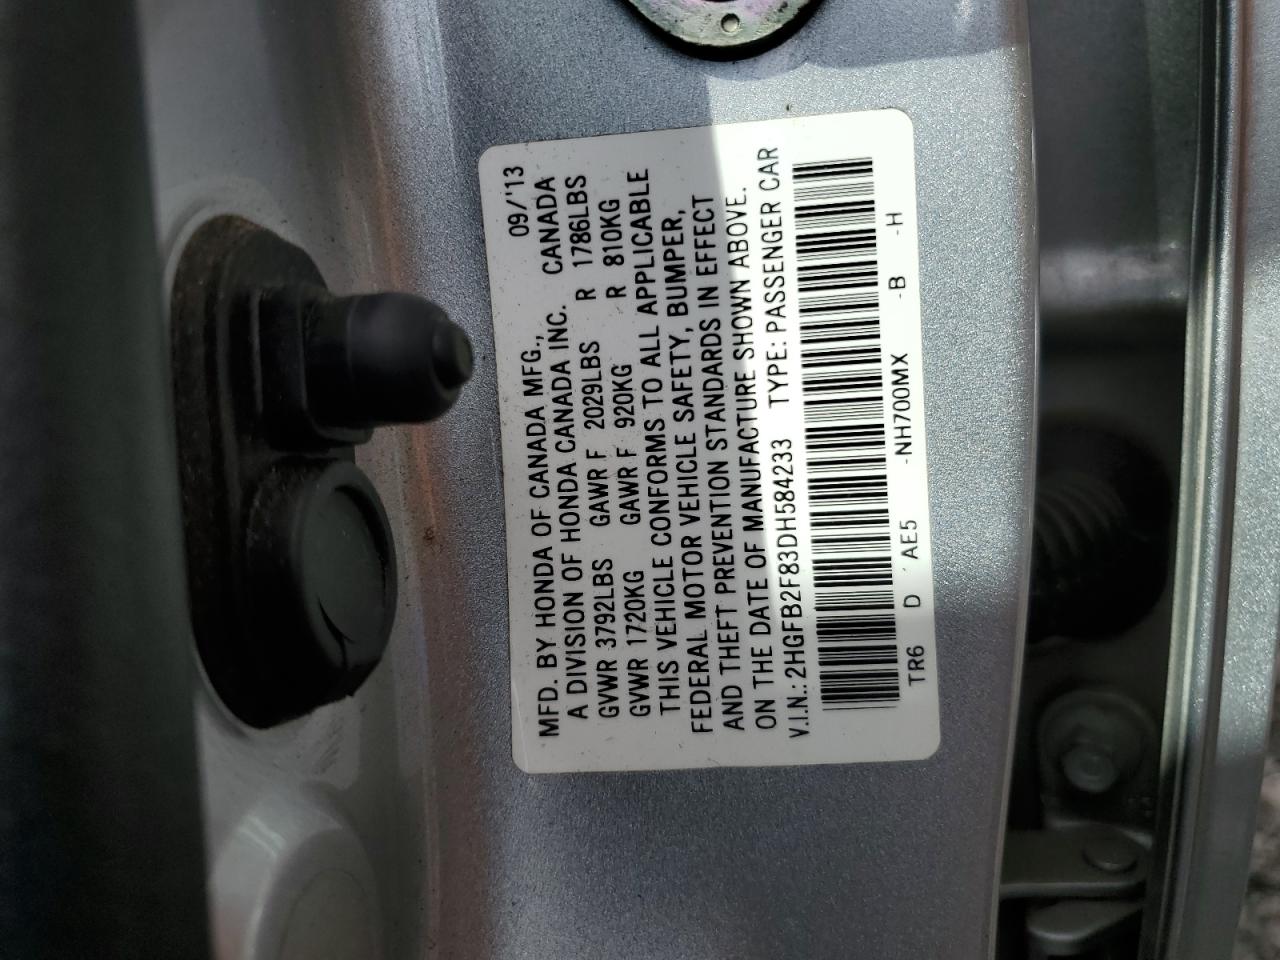 MFD. BY HONDA OF CANADA MFG., 09/'13
A DIVISION OF HONDA CANADA INC. CANADA
GVWR 3792LBS GAWR F 2029LBS R 1786LBS
GVWR 1720KG GAWR F 920KG R 810KG
THIS VEHICLE CONFORMS TO ALL APPLICABLE
FEDERAL MOTOR VEHICLE SAFETY, BUMPER,
AND THEFT PREVENTION STANDARDS IN EFFECT
ON THE DATE OF MANUFACTURE SHOWN ABOVE.
V.I.N.: 2HGFB2F83DH584233 TYPE: PASSENGER CAR
TR6 D AE5 -NH700MX -B -H